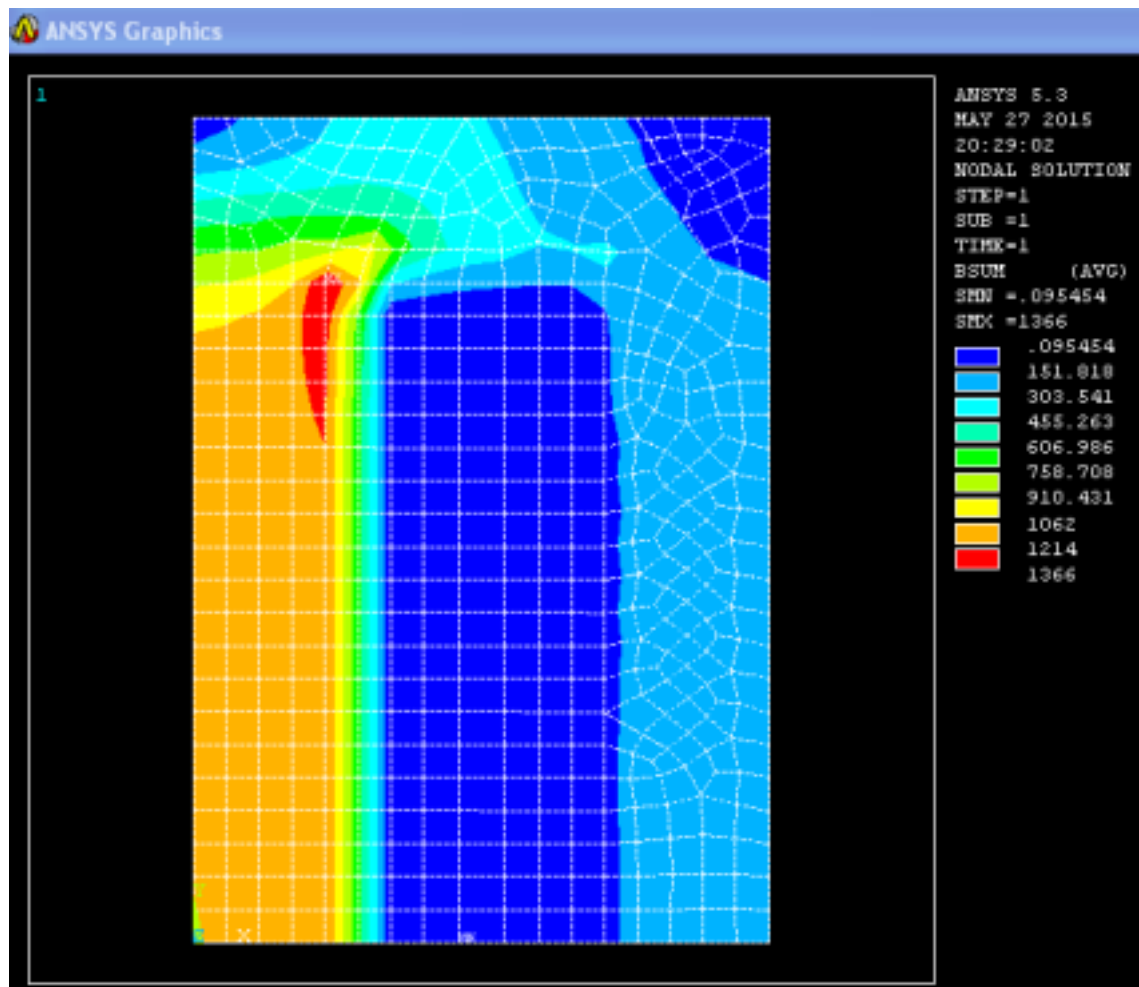 ANSYS Graphics
1
ANSYS 5.3
MAY 27 2015
20:29:02
NODAL SOLUTION
STEP=1
SUB =1
TIME=1
BSUM (AVG)
SMN =.095454
SMX =1366
.095454
151.818
303.541
455.263
606.986
758.708
910.431
1062
1214
1366
Y
X